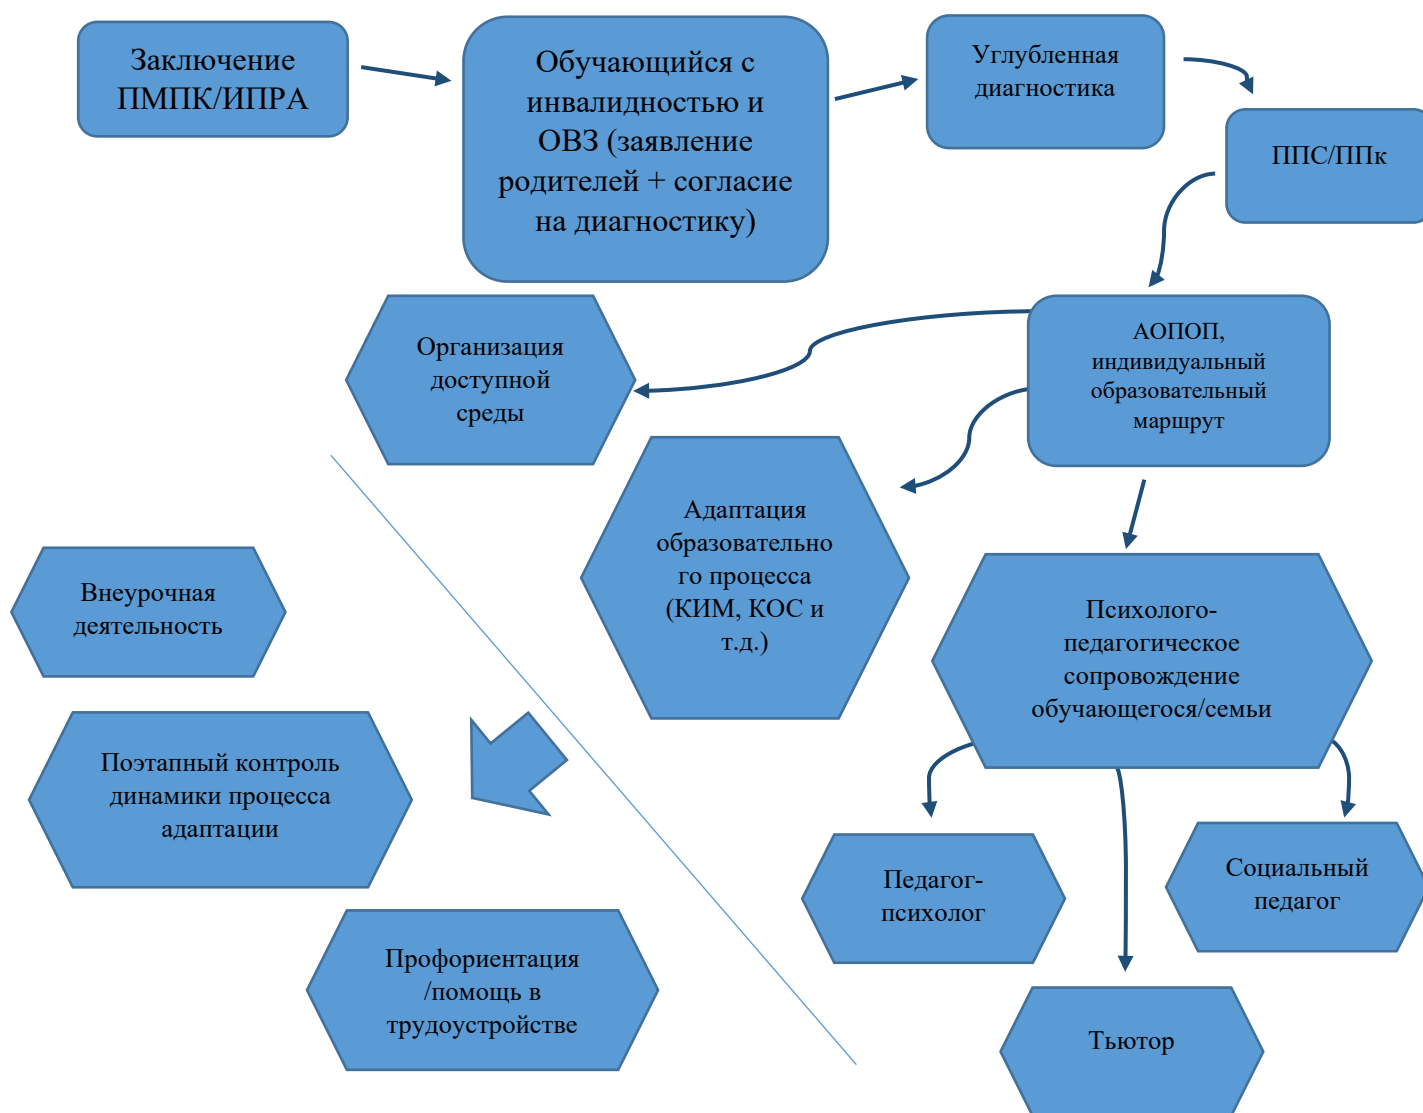 Заключение
ПМПК/ИПРА
Обучающийся с
инвалидностью и
ОВЗ (заявление
родителей + согласие
на диагностику)
Углубленная
диагностика
ППС/ППк
АОПОП,
индивидуальный
образовательный
маршрут
Организация
доступной
среды
Адаптация
образовательно
го процесса
(КИМ, КОС и
т.д.)
Психолого-
педагогическое
сопровождение
обучающегося/семьи
Педагог-
психолог
Социальный
педагог
Тьютор
Внеурочная
деятельность
Поэтапный контроль
динамики процесса
адаптации
Профориентация
/помощь в
трудоустройстве